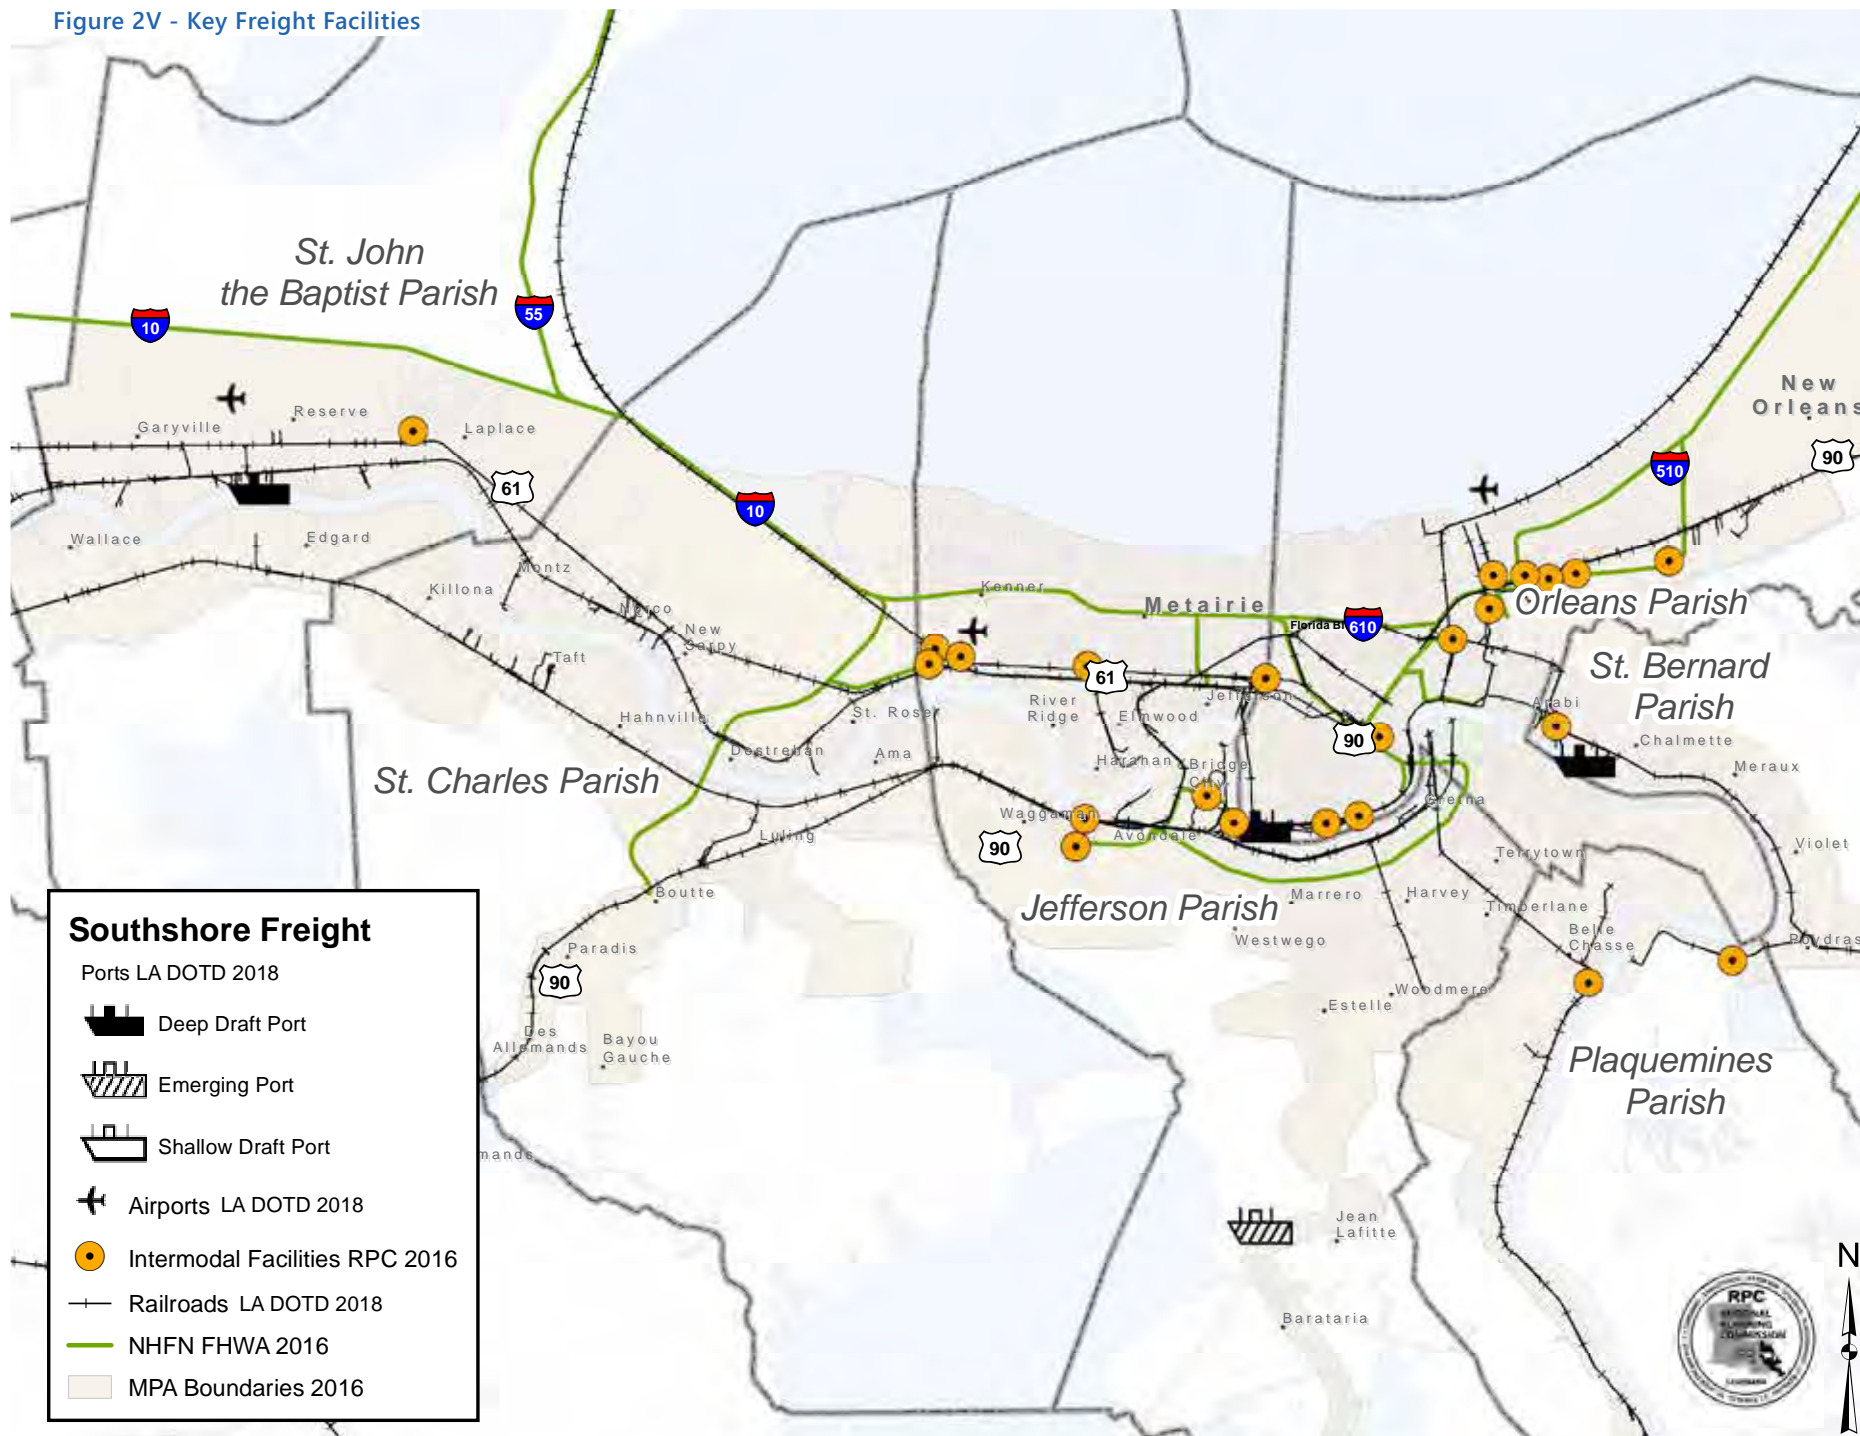 Figure 2V - Key Freight Facilities
St. John
the Baptist Parish
10
55
New
Orleans
Reserve
Garyville
Laplace
90
510
61
10
Wallace
Edgard
Montz
Killona
Kenner
Norco
Metairie
Orleans Parish
Florida Bl
610
New
Sarpy
Taft
St. Bernard
Parish
61
Jefferson
River
Ridge
Elmwood
Arabi
Hahnville
St. Rose
90
Chalmette
Destrehan
Ama
Harahan
Bridge
City
Meraux
St. Charles Parish
Gretna
Waggaman
Avondale
Luling
90
Terrytown
Violet
Boutte
Jefferson Parish
Marrero
Harvey
Timberlane
Westwego
Belle
Chasse
Poydras
Paradis
90
Woodmere
Estelle
Des
Allemands
Bayou
Gauche
Plaquemines
Parish
mands
Jean
Lafitte
Barataria
Southshore Freight
Ports LA DOTD 2018
Deep Draft Port
Emerging Port
Shallow Draft Port
Airports LA DOTD 2018
Intermodal Facilities RPC 2016
Railroads LA DOTD 2018
NHFN FHWA 2016
MPA Boundaries 2016
N
RPC
REGIONAL
PLANNING
COMMISSION